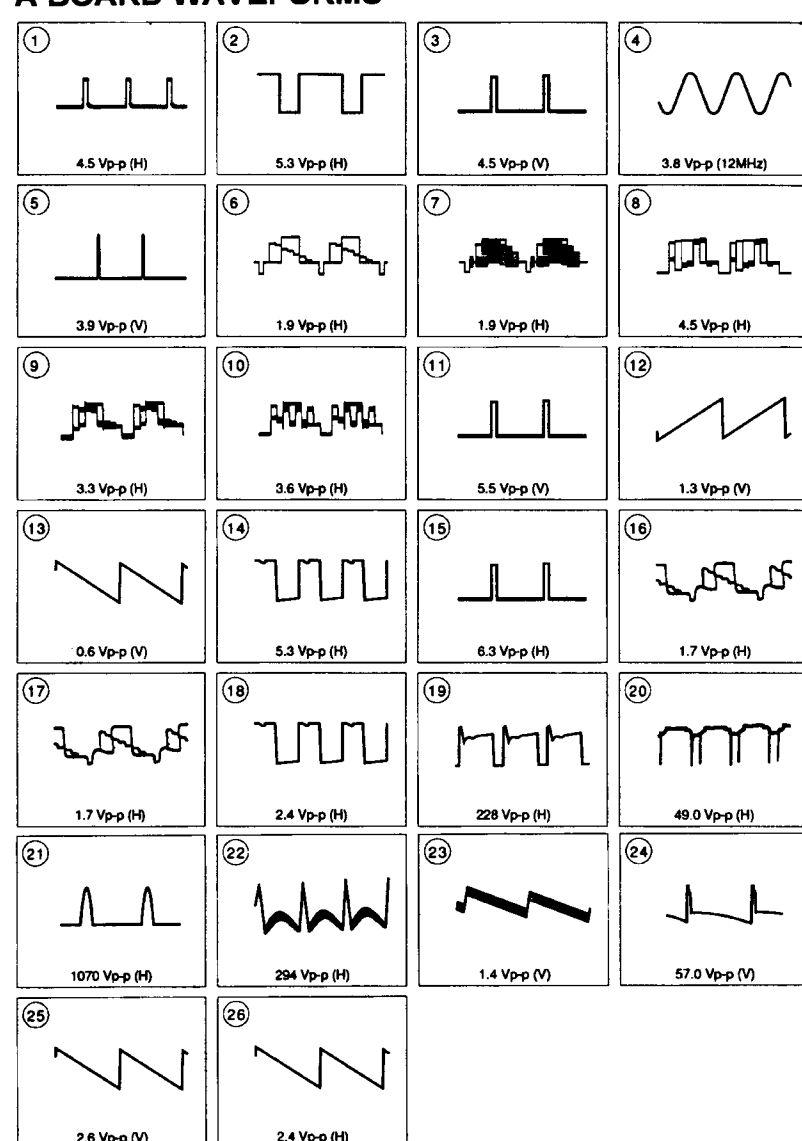 A BOARD WAVEFORMS
1 2 3 4
4.5 Vp-p (H) 5.3 Vp-p (H) 4.5 Vp-p (V) 3.8 Vp-p (12MHz)
5 6 7 8
3.9 Vp-p (V) 1.9 Vp-p (H) 1.9 Vp-p (H) 4.5 Vp-p (H)
9 10 11 12
3.3 Vp-p (H) 3.6 Vp-p (H) 5.5 Vp-p (V) 1.3 Vp-p (V)
13 14 15 16
0.6 Vp-p (V) 5.3 Vp-p (H) 6.3 Vp-p (H) 1.7 Vp-p (H)
17 18 19 20
1.7 Vp-p (H) 2.4 Vp-p (H) 228 Vp-p (H) 49.0 Vp-p (H)
21 22 23 24
1070 Vp-p (H) 294 Vp-p (H) 1.4 Vp-p (V) 57.0 Vp-p (V)
25 26
2.6 Vp-p (V) 2.4 Vp-p (H)